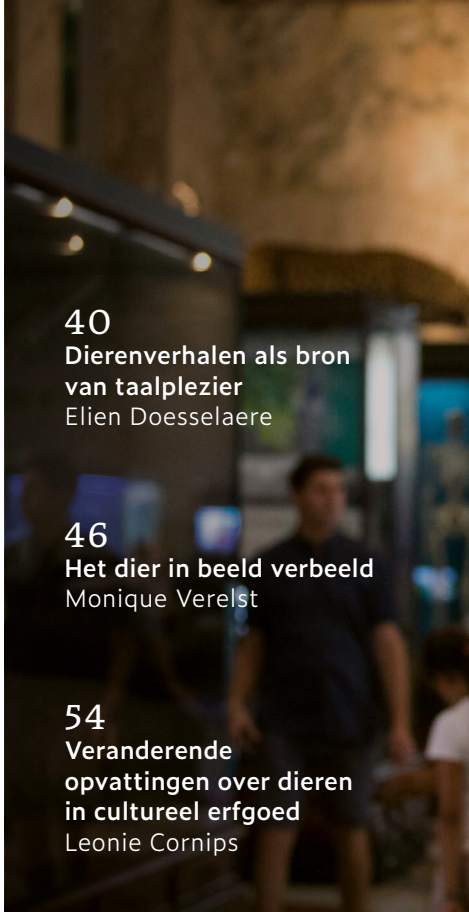 40
Dierenverhalen als bron
van taalplezier
Elien Doesselaere
46
Het dier in beeld verbeeld
Monique Verelst
54
Veranderende
opvattingen over dieren
in cultureel erfgoed
Leonie Cornips